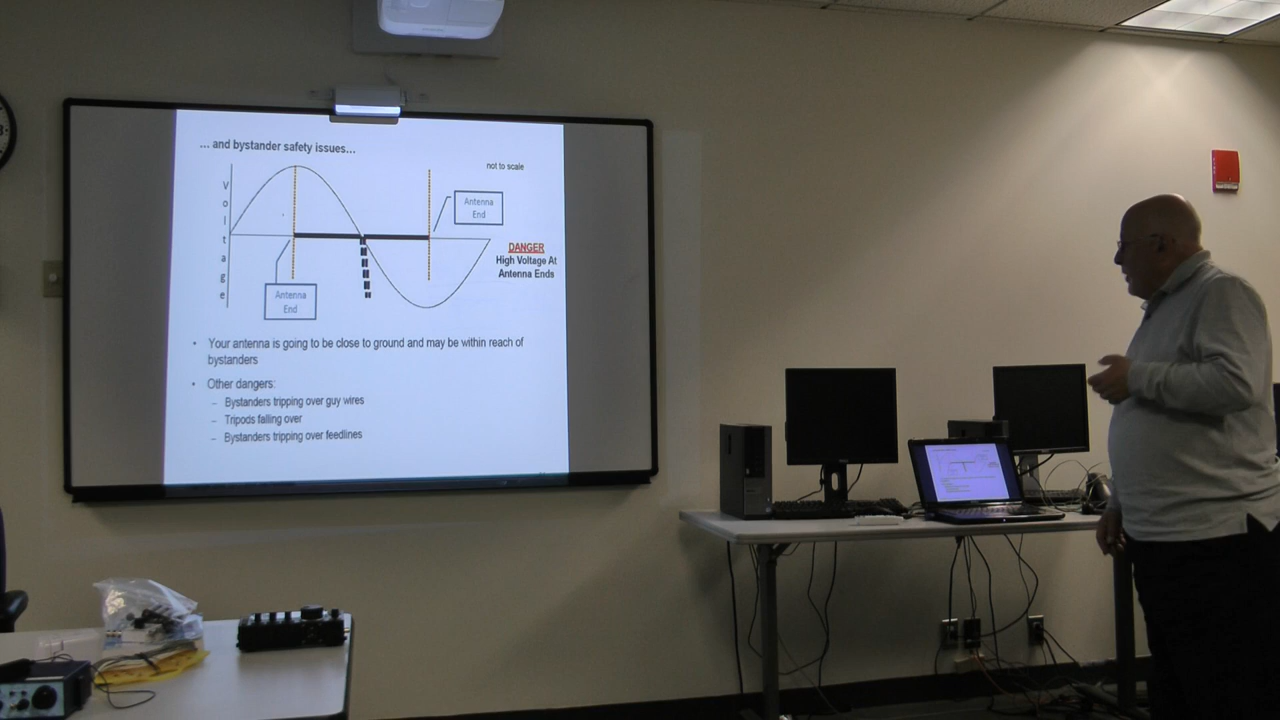 ... and bystander safety issues...
not to scale
Voltage
Antenna
End
DANGER
High Voltage At
Antenna Ends
Antenna
End
• Your antenna is going to be close to ground and may be within reach of
bystanders
• Other dangers:
– Bystanders tripping over guy wires
– Tripods falling over
– Bystanders tripping over feedlines